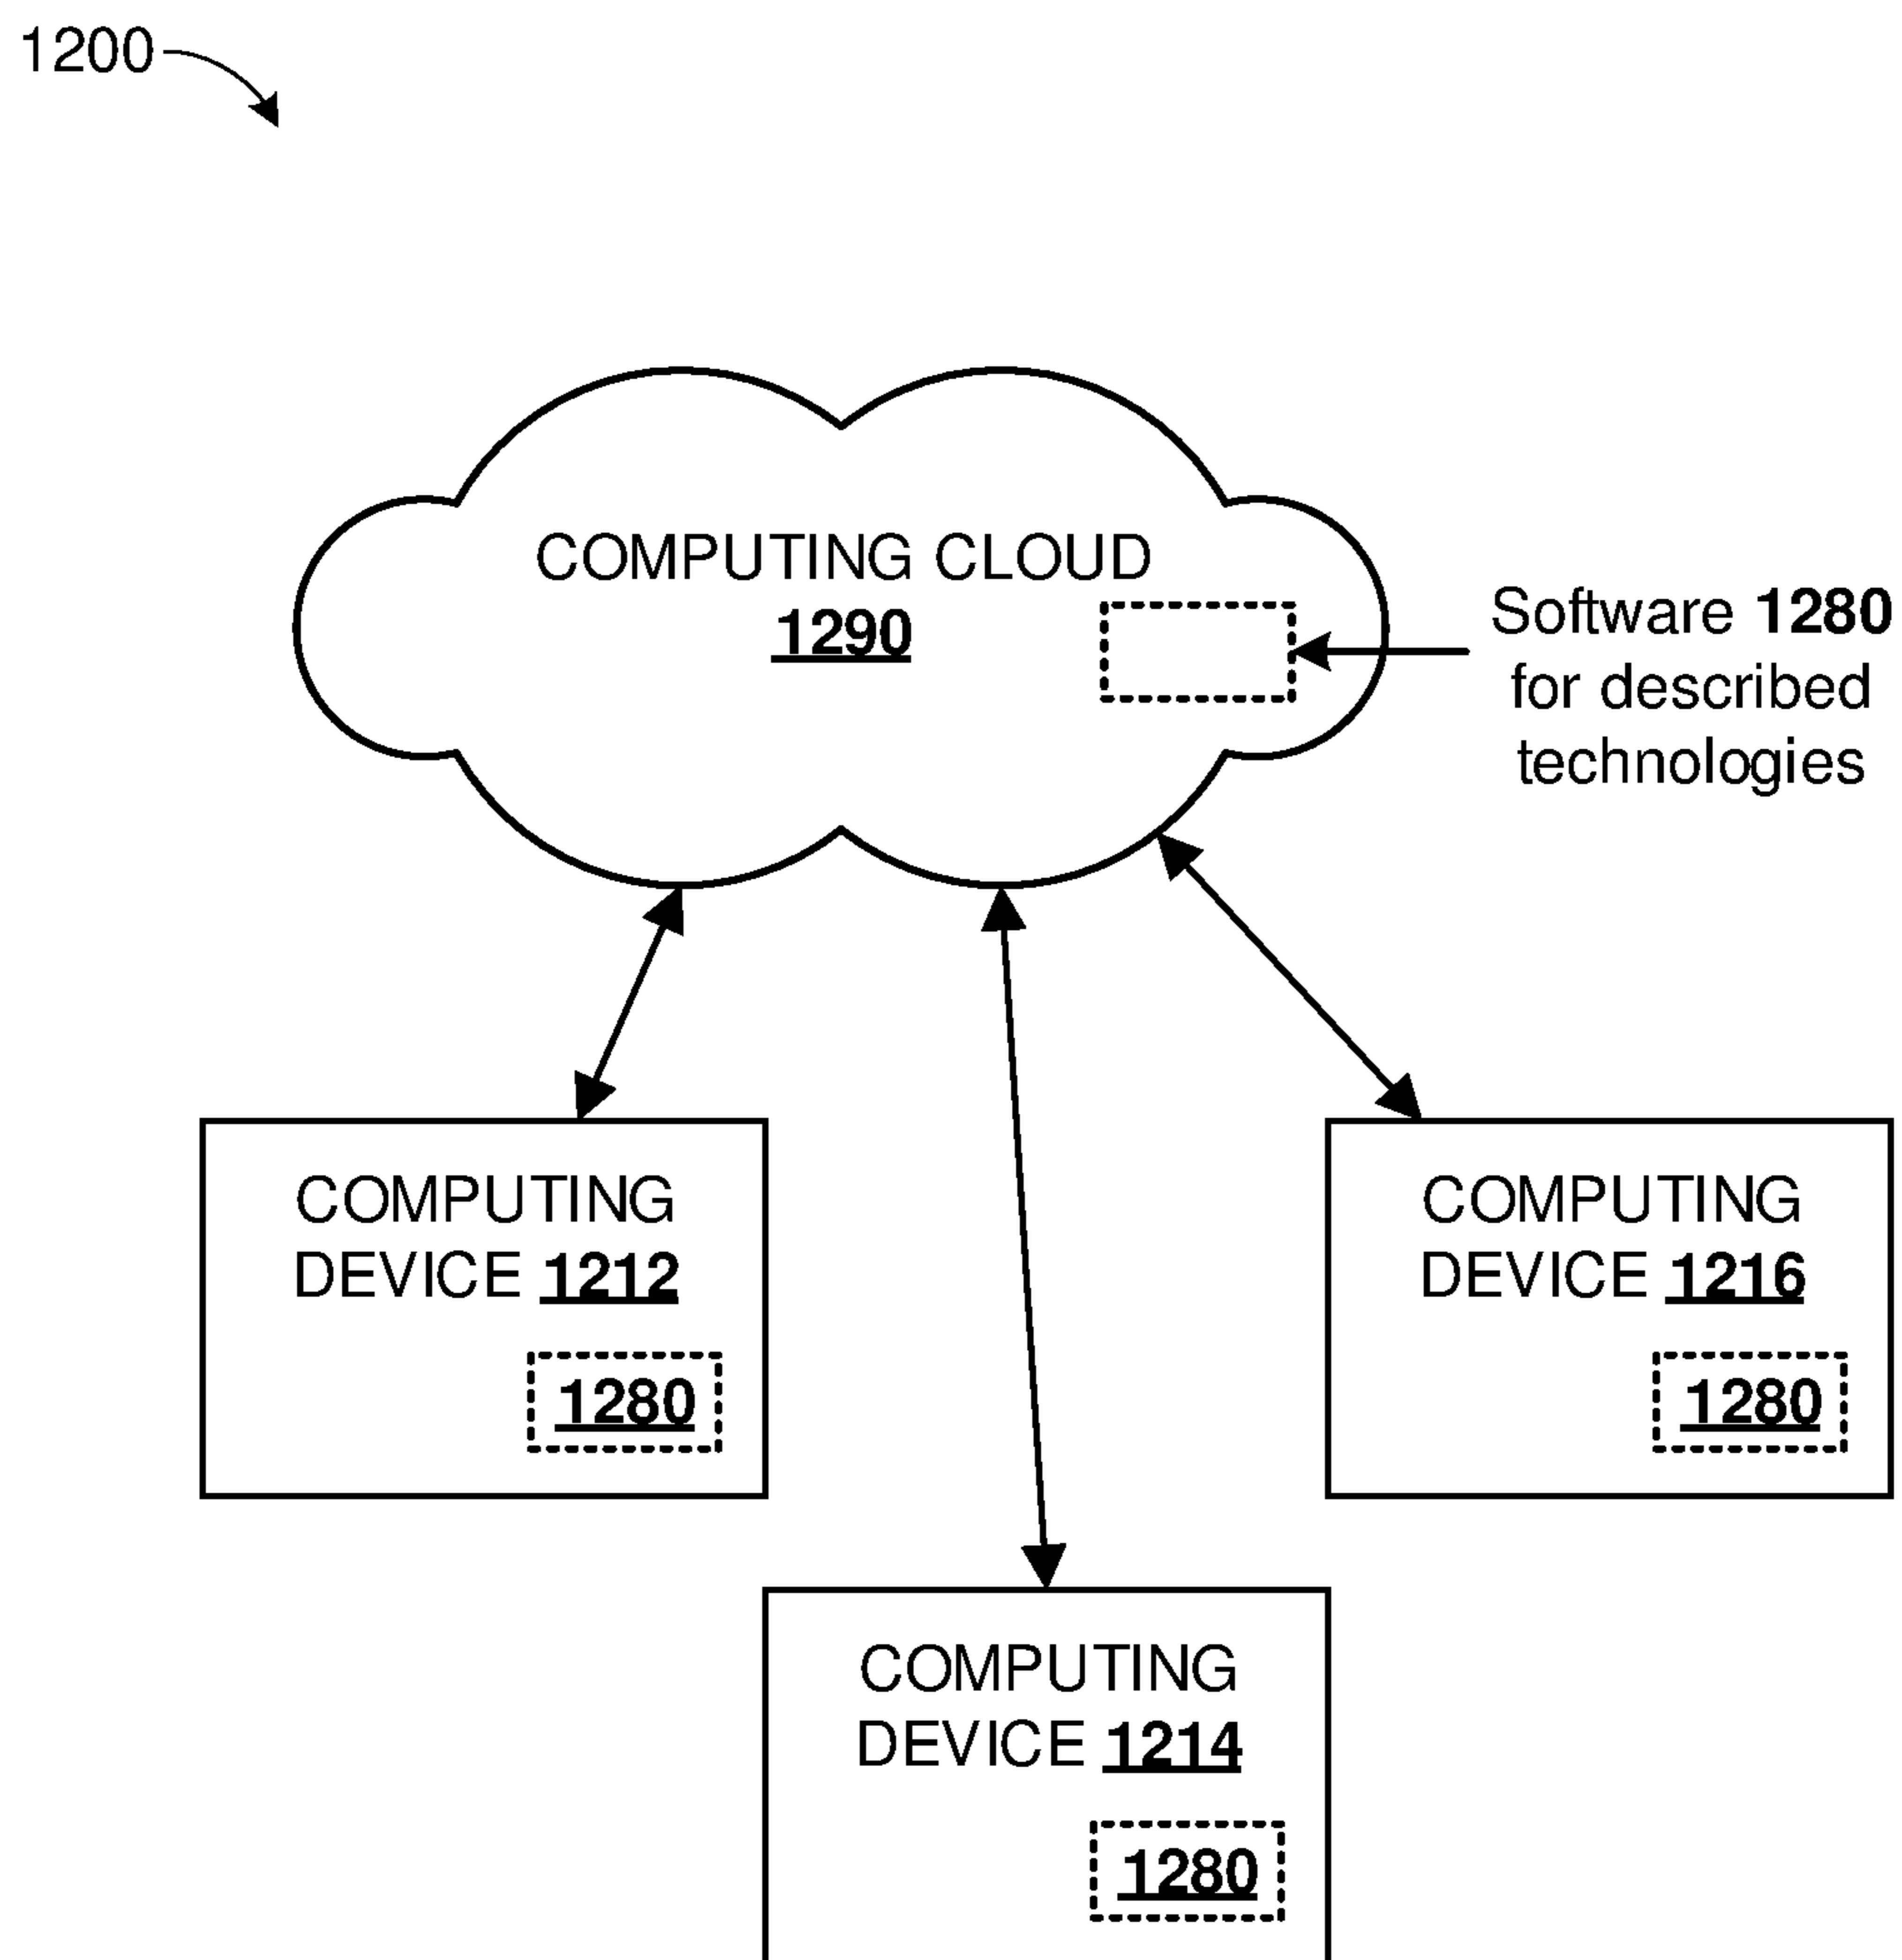 1200
COMPUTING CLOUD
1290
Software 1280
for described
technologies
COMPUTING
DEVICE 1212
1280
COMPUTING
DEVICE 1216
1280
COMPUTING
DEVICE 1214
1280